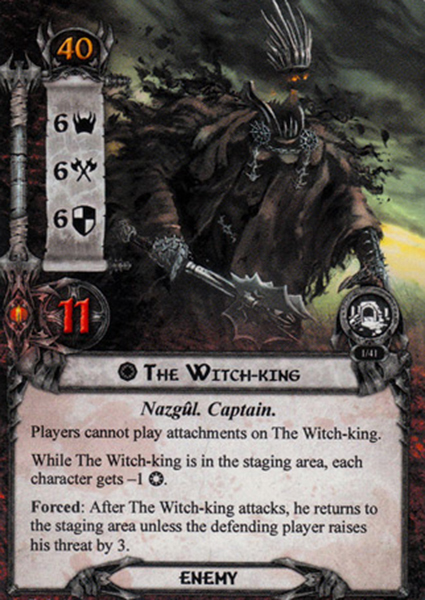 40
6
6
6
11
1/41
The Witch-king
Nazgûl. Captain.
Players cannot play attachments on The Witch-king.
While The Witch-king is in the staging area, each
character gets –1 .
Forced: After The Witch-king attacks, he returns to
the staging area unless the defending player raises
his threat by 3.
ENEMY